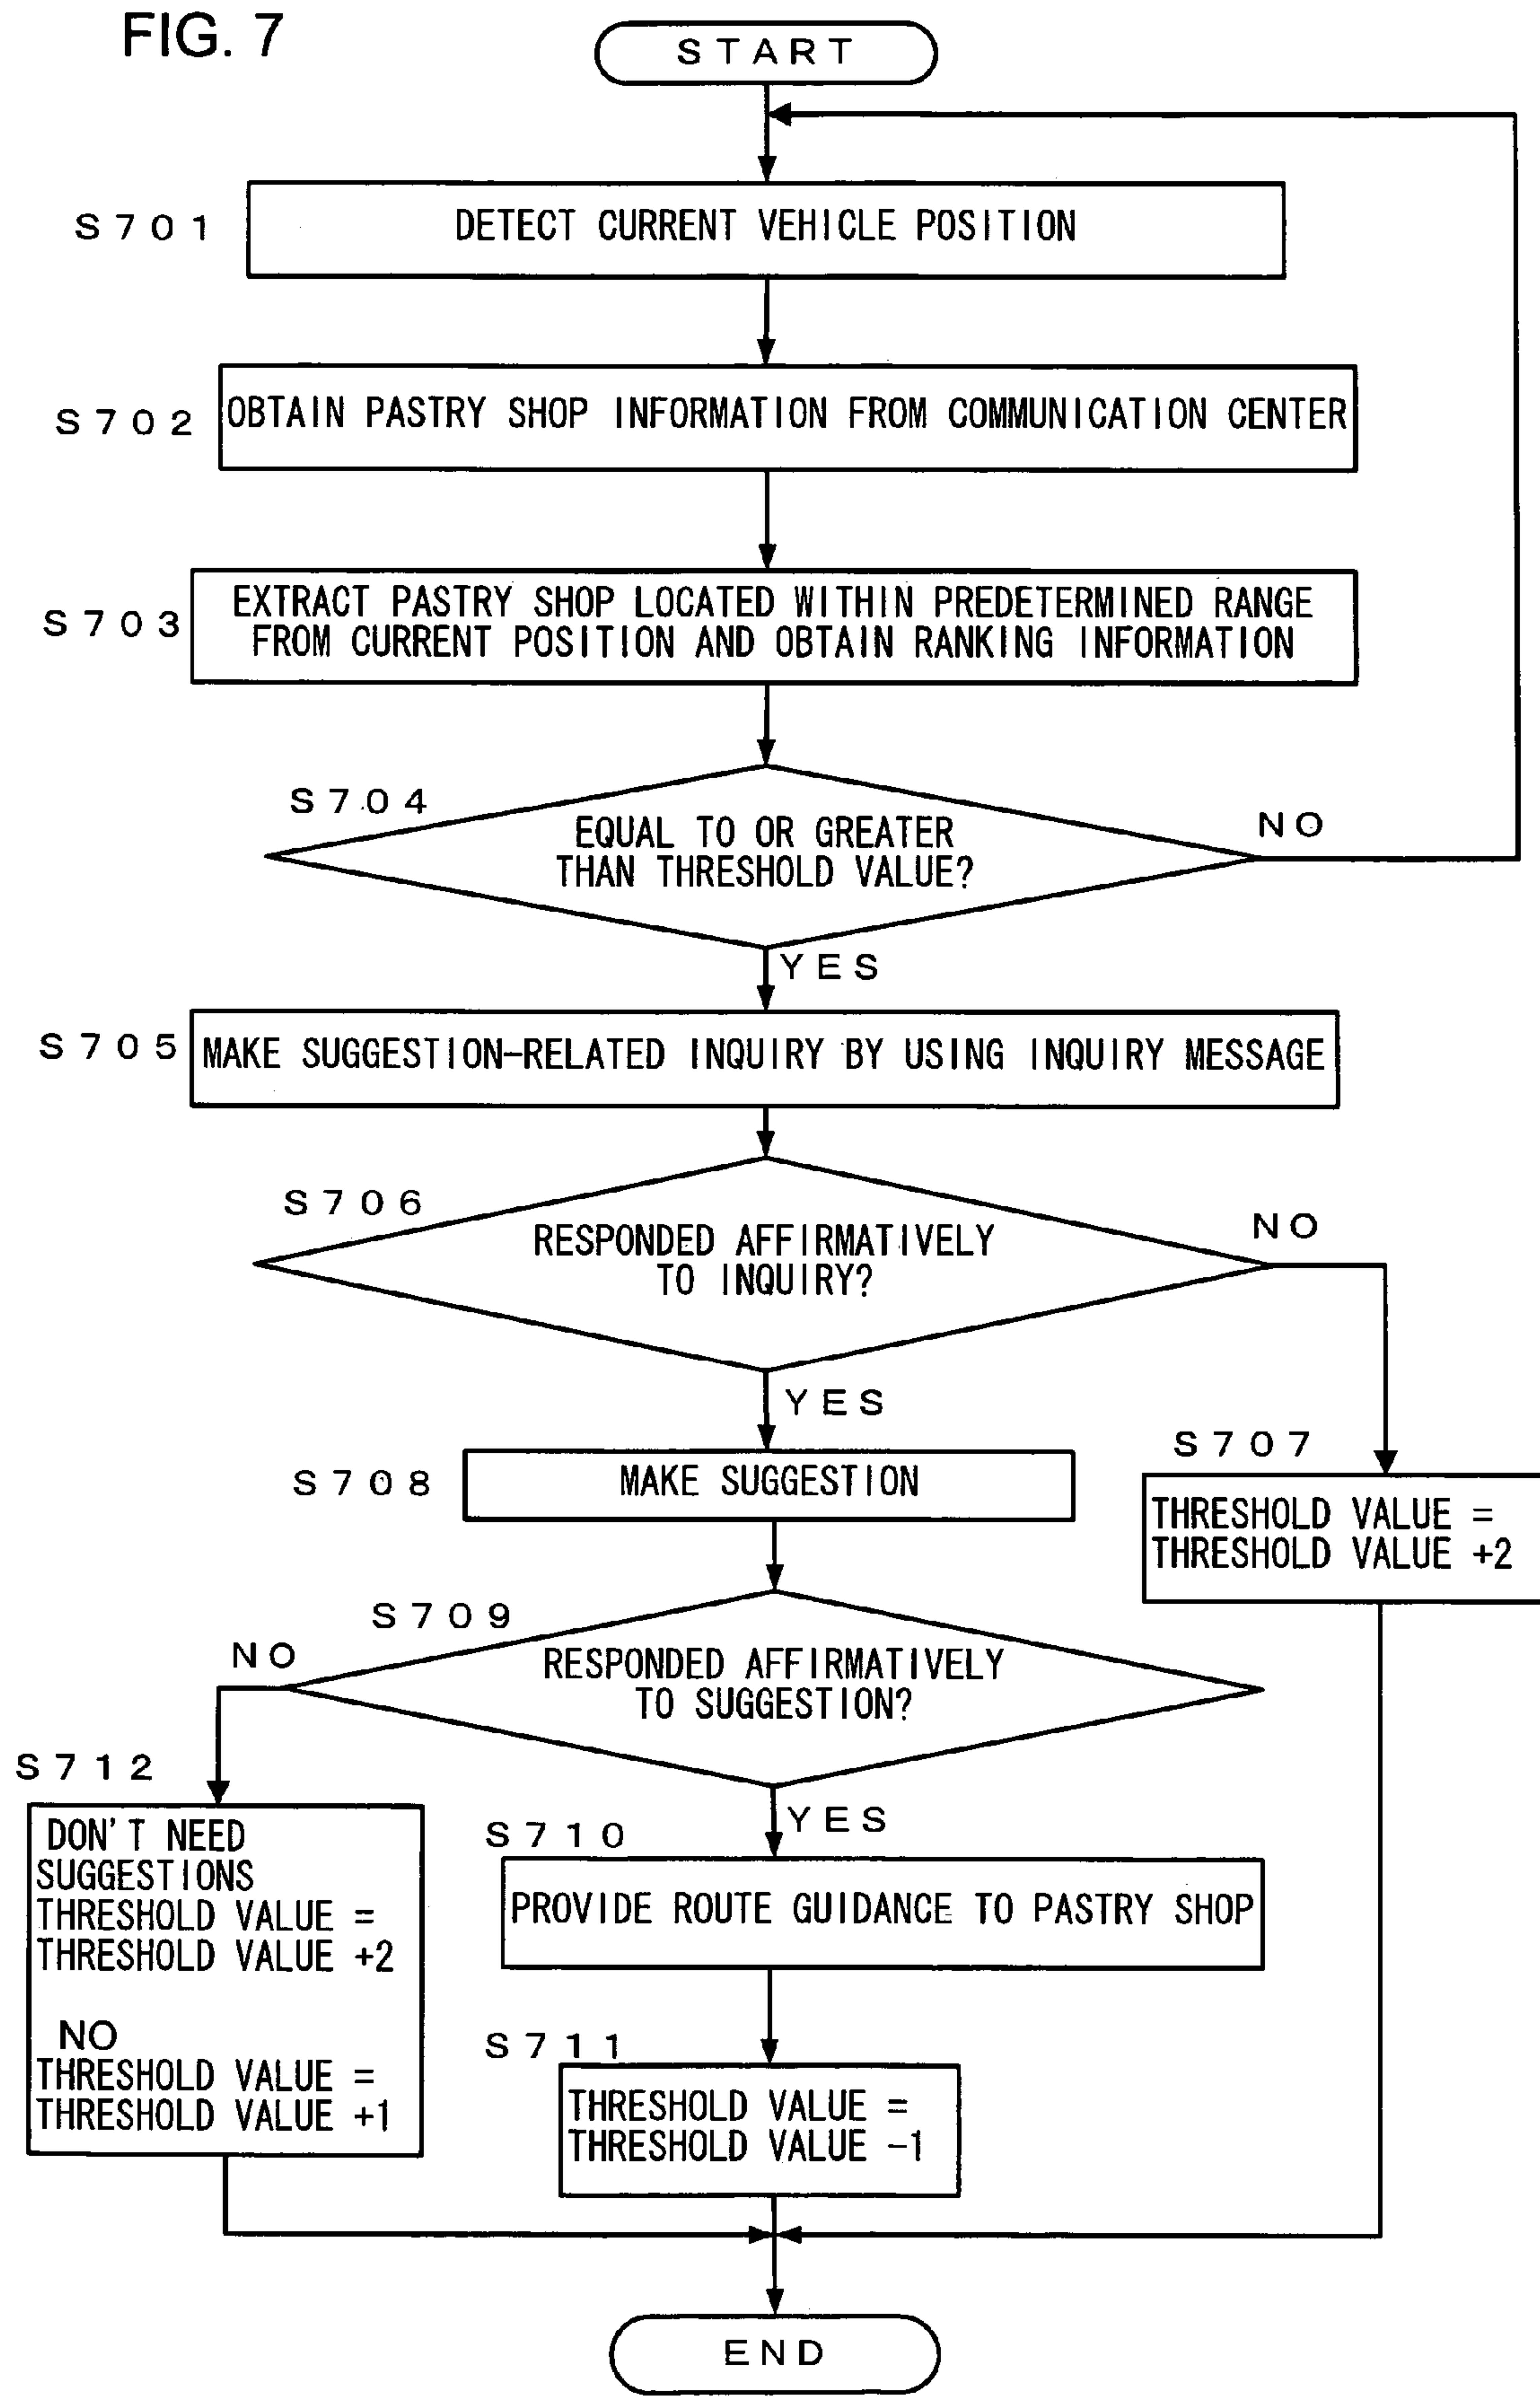 FIG. 7
START
S701
DETECT CURRENT VEHICLE POSITION
S702
OBTAIN PASTRY SHOP INFORMATION FROM COMMUNICATION CENTER
S703
EXTRACT PASTRY SHOP LOCATED WITHIN PREDETERMINED RANGE
FROM CURRENT POSITION AND OBTAIN RANKING INFORMATION
S704
EQUAL TO OR GREATER
THAN THRESHOLD VALUE?
NO
YES
S705
MAKE SUGGESTION-RELATED INQUIRY BY USING INQUIRY MESSAGE
S706
RESPONDED AFFIRMATIVELY
TO INQUIRY?
NO
YES
S707
THRESHOLD VALUE =
THRESHOLD VALUE +2
S708
MAKE SUGGESTION
S709
RESPONDED AFFIRMATIVELY
TO SUGGESTION?
NO
YES
S712
DON'T NEED
SUGGESTIONS
THRESHOLD VALUE =
THRESHOLD VALUE +2
NO
THRESHOLD VALUE =
THRESHOLD VALUE +1
S710
PROVIDE ROUTE GUIDANCE TO PASTRY SHOP
S711
THRESHOLD VALUE =
THRESHOLD VALUE -1
END